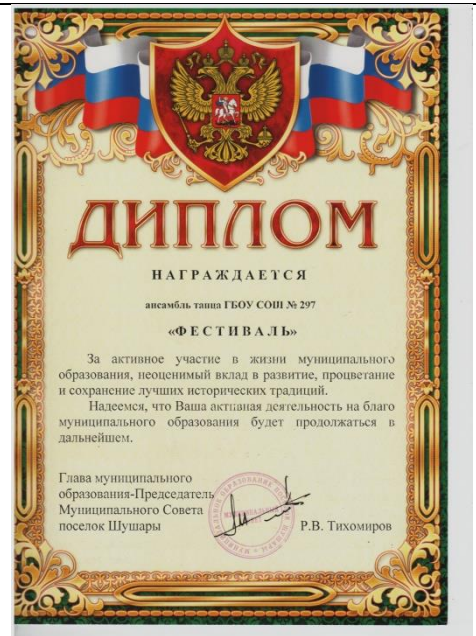 ДИПЛОМ
НАГРАЖДАЕТСЯ
ансамбль танца ГБОУ СОШ № 297
«ФЕСТИВАЛЬ»
За активное участие в жизни муниципального
образования, неоценимый вклад в развитие, процветание
и сохранение лучших исторических традиций.
Надеемся, что Ваша активная деятельность на благо
муниципального образования будет продолжаться в
дальнейшем.
Глава муниципального
образования-Председатель
Муниципального Совета
поселок Шушары
Р.В. Тихомиров